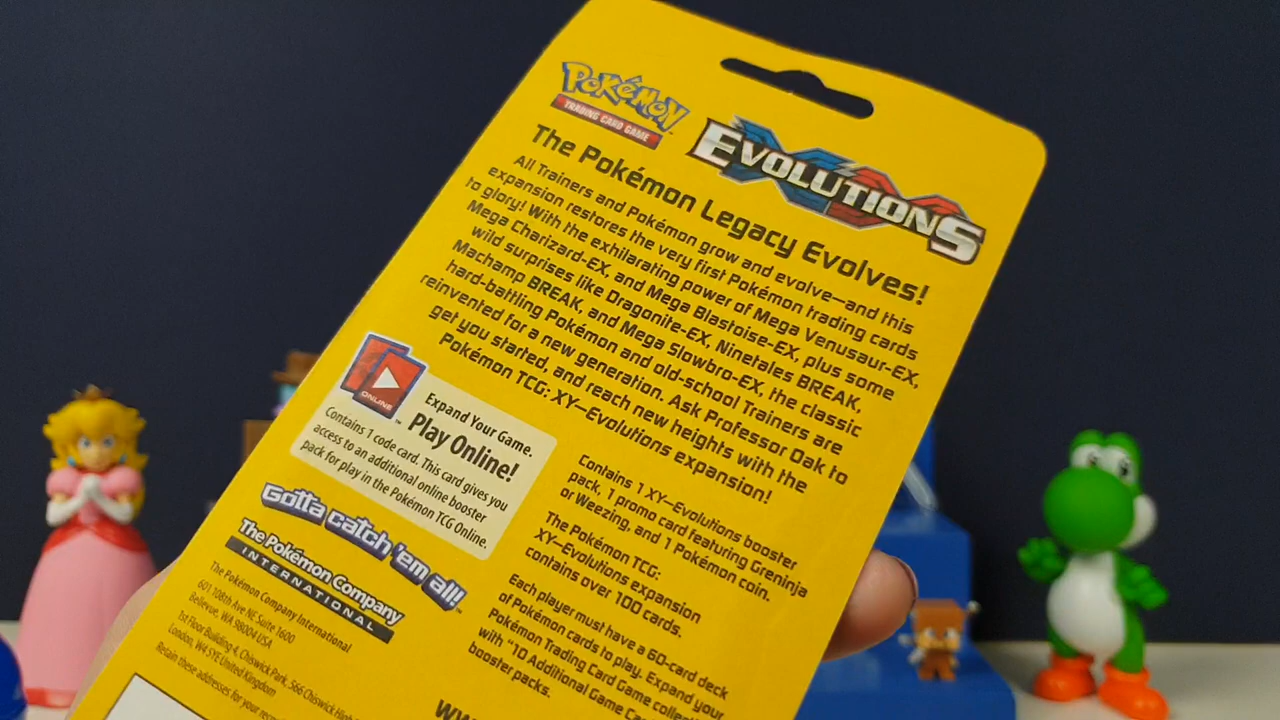 POKéMON
TRADING CARD GAME
XY
EVOLUTIONS
The Pokémon Legacy Evolves!
All Trainers and Pokémon grow and evolve—and this
expansion restores the very first Pokémon trading cards
to glory! With the exhilarating power of Mega Venusaur-EX,
Mega Charizard-EX, and Mega Blastoise-EX, plus some
wild surprises like Dragonite-EX, Ninetales BREAK,
Machamp BREAK, and Mega Slowbro-EX, the classic
hard-battling Pokémon and old-school Trainers are
reinvented for a new generation. Ask Professor Oak to
get you started, and reach new heights with the
Pokémon TCG: XY—Evolutions expansion!
ONLINE
Expand Your Game.
Play Online!
Contains 1 code card. This card gives you
access to an additional online booster
pack for play in the Pokémon TCG Online.
Gotta catch 'em all!
The Pokémon Company
INTERNATIONAL
The Pokémon Company International
601 108th Ave NE Suite 1600
Bellevue, WA 98004 USA
1st Floor Building 4, Chiswick Park, 566 Chiswick High
London, W4 5YE United Kingdom
Retain these addresses for your
Contains 1 XY—Evolutions booster
pack, 1 promo card featuring Greninja
or Weezing, and 1 Pokémon coin.
The Pokémon TCG:
XY—Evolutions expansion
contains over 100 cards.
Each player must have a 60-card deck
of Pokémon cards to play. Expand your
Pokémon Trading Card Game
with "10 Additional Game
booster packs.